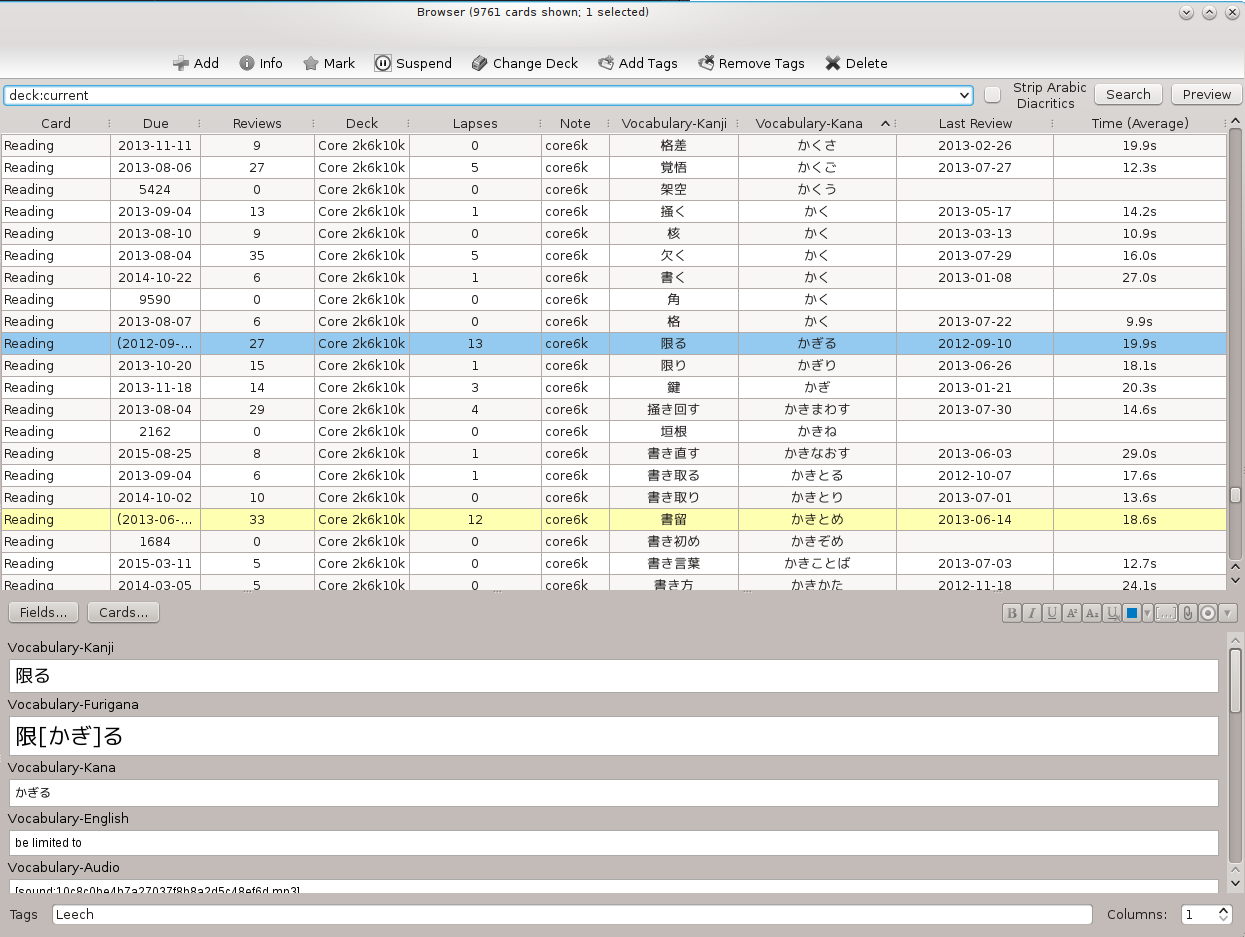 Browser (9761 cards shown; 1 selected)
Add Info Mark Suspend Change Deck Add Tags Remove Tags Delete
deck:current Strip Arabic Diacritics Search Preview
Card Due Reviews Deck Lapses Note Vocabulary-Kanji Vocabulary-Kana Last Review Time (Average)
Reading 2013-11-11 9 Core 2k6k10k 0 core6k 格差 かくさ 2013-02-26 19.9s
Reading 2013-08-06 27 Core 2k6k10k 5 core6k 覚悟 かくご 2013-07-27 12.3s
Reading 5424 0 Core 2k6k10k 0 core6k 架空 かくう
Reading 2013-09-04 13 Core 2k6k10k 1 core6k 掻く かく 2013-05-17 14.2s
Reading 2013-08-10 9 Core 2k6k10k 0 core6k 核 かく 2013-03-13 10.9s
Reading 2013-08-04 35 Core 2k6k10k 5 core6k 欠く かく 2013-07-29 16.0s
Reading 2014-10-22 6 Core 2k6k10k 1 core6k 書く かく 2013-01-08 27.0s
Reading 9590 0 Core 2k6k10k 0 core6k 角 かく
Reading 2013-08-07 6 Core 2k6k10k 0 core6k 格 かく 2013-07-22 9.9s
Reading (2012-09-... 27 Core 2k6k10k 13 core6k 限る かぎる 2012-09-10 19.9s
Reading 2013-10-20 15 Core 2k6k10k 1 core6k 限り かぎり 2013-06-26 18.1s
Reading 2013-11-18 14 Core 2k6k10k 3 core6k 鍵 かぎ 2013-01-21 20.3s
Reading 2013-08-04 29 Core 2k6k10k 4 core6k 掻き回す かきまわす 2013-07-30 14.6s
Reading 2162 0 Core 2k6k10k 0 core6k 垣根 かきね
Reading 2015-08-25 8 Core 2k6k10k 1 core6k 書き直す かきなおす 2013-06-03 29.0s
Reading 2013-09-04 6 Core 2k6k10k 1 core6k 書き取る かきとる 2012-10-07 17.6s
Reading 2014-10-02 10 Core 2k6k10k 0 core6k 書き取り かきとり 2013-07-01 13.6s
Reading (2013-06-... 33 Core 2k6k10k 12 core6k 書留 かきとめ 2013-06-14 18.6s
Reading 1684 0 Core 2k6k10k 0 core6k 書き初め かきぞめ
Reading 2015-03-11 5 Core 2k6k10k 0 core6k 書き言葉 かきことば 2013-07-03 12.7s
Reading 2014-03-05 5 Core 2k6k10k 0 core6k 書き方 かきかた 2012-11-18 24.1s
Fields... Cards... B I U A² A₂ U [...]
Vocabulary-Kanji
限る
Vocabulary-Furigana
限[かぎ]る
Vocabulary-Kana
かぎる
Vocabulary-English
be limited to
Vocabulary-Audio
Tags Leech Columns: 1